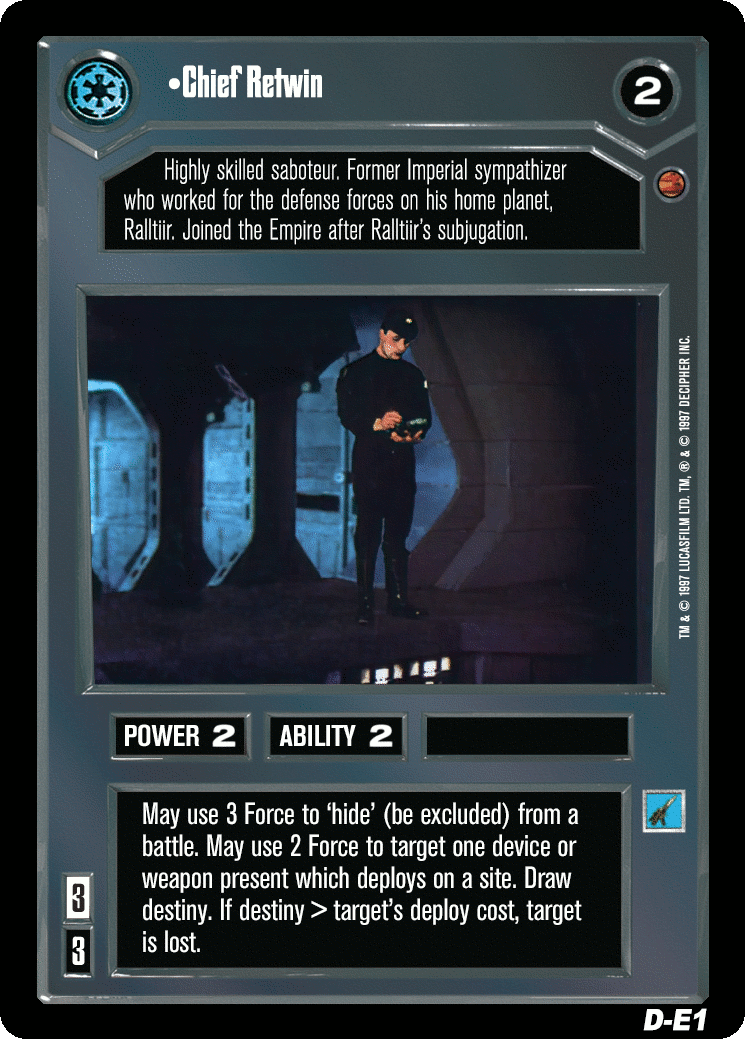 •Chief Retwin
2
Highly skilled saboteur. Former Imperial sympathizer
who worked for the defense forces on his home planet,
Ralltiir. Joined the Empire after Ralltiir's subjugation.
TM & © 1997 LUCASFILM LTD. TM, ® & © 1997 DECIPHER INC.
POWER 2
ABILITY 2
May use 3 Force to ‘hide’ (be excluded) from a
battle. May use 2 Force to target one device or
weapon present which deploys on a site. Draw
destiny. If destiny > target's deploy cost, target
is lost.
3
3
D-E1